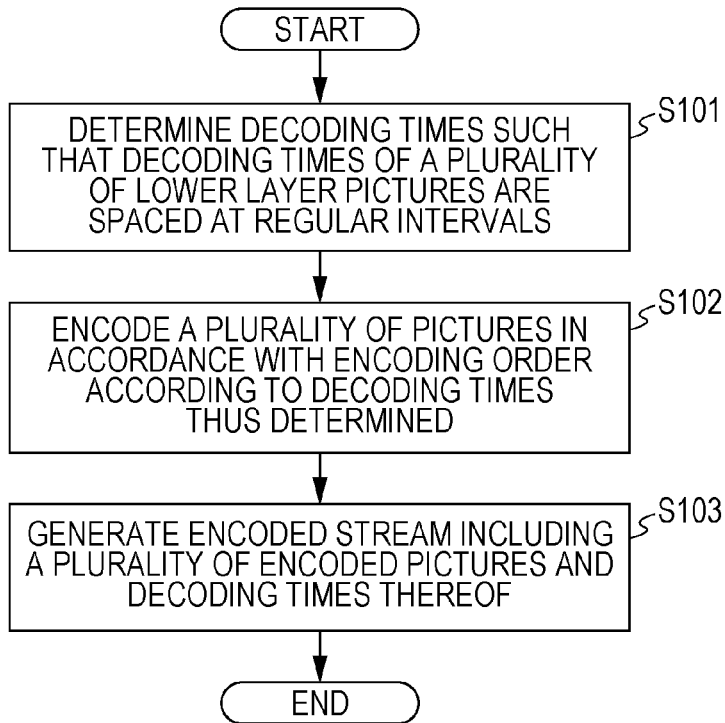 START
S101
DETERMINE DECODING TIMES SUCH
THAT DECODING TIMES OF A PLURALITY
OF LOWER LAYER PICTURES ARE
SPACED AT REGULAR INTERVALS
S102
ENCODE A PLURALITY OF PICTURES IN
ACCORDANCE WITH ENCODING ORDER
ACCORDING TO DECODING TIMES
THUS DETERMINED
S103
GENERATE ENCODED STREAM INCLUDING
A PLURALITY OF ENCODED PICTURES AND
DECODING TIMES THEREOF
END